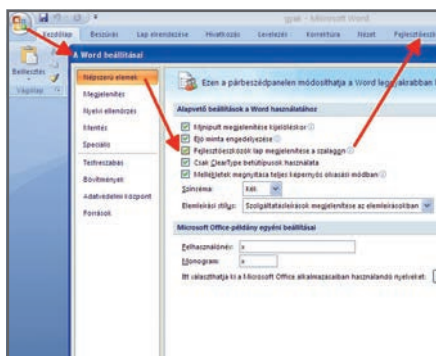 gyak - Microsoft Word
Kezdőlap Beszúrás Lap elrendezése Hivatkozás Levelezés Korrektúra Nézet Fejlesztőeszk
Beillesztés
Vágólap
A Word beállításai
Népszerű elemek
Megjelenítés
Nyelvi ellenőrzés
Mentés
Speciális
Testreszabás
Bővítmények
Adatvédelmi központ
Források
Ezen a párbeszédpanelen módosíthatja a Word leggyakrabban
Alapvető beállítások a Word használatához
Minipult megjelenítése kijelöléskor
Élő minta engedélyezése
Fejlesztőeszközök lap megjelenítése a szalagon
Csak ClearType betűtípusok használata
Mellékletek megnyitása teljes képernyős olvasási módban
Színséma: Kék
Elemleírási stílus: Szolgáltatásleírások megjelenítése az elemleírásokban
Microsoft Office-példány egyéni beállításai
Felhasználónév: x
Monogram: x
Itt választhatja ki a Microsoft Office alkalmazásaiban használandó nyelveket: